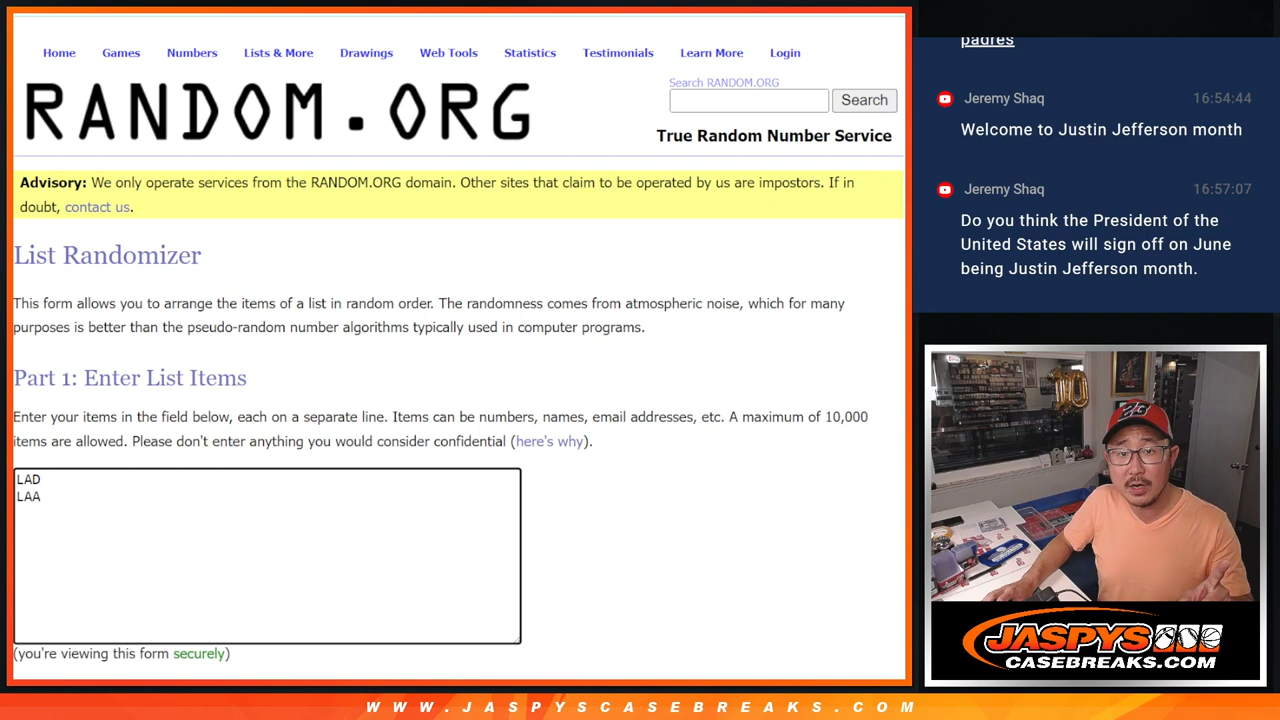 Home Games Numbers Lists & More Drawings Web Tools Statistics Testimonials Learn More Login
RANDOM.ORG
Search RANDOM.ORG
Search
True Random Number Service
Advisory: We only operate services from the RANDOM.ORG domain. Other sites that claim to be operated by us are impostors. If in
doubt, contact us.
List Randomizer
This form allows you to arrange the items of a list in random order. The randomness comes from atmospheric noise, which for many
purposes is better than the pseudo-random number algorithms typically used in computer programs.
Part 1: Enter List Items
Enter your items in the field below, each on a separate line. Items can be numbers, names, email addresses, etc. A maximum of 10,000
items are allowed. Please don't enter anything you would consider confidential (here's why).
LAD
LAA
(you're viewing this form securely)
padres
Jeremy Shaq 16:54:44
Welcome to Justin Jefferson month
Jeremy Shaq 16:57:07
Do you think the President of the
United States will sign off on June
being Justin Jefferson month.
10
JASPYS
CASEBREAKS.COM
WWW.JASPYSCASEBREAKS.COM